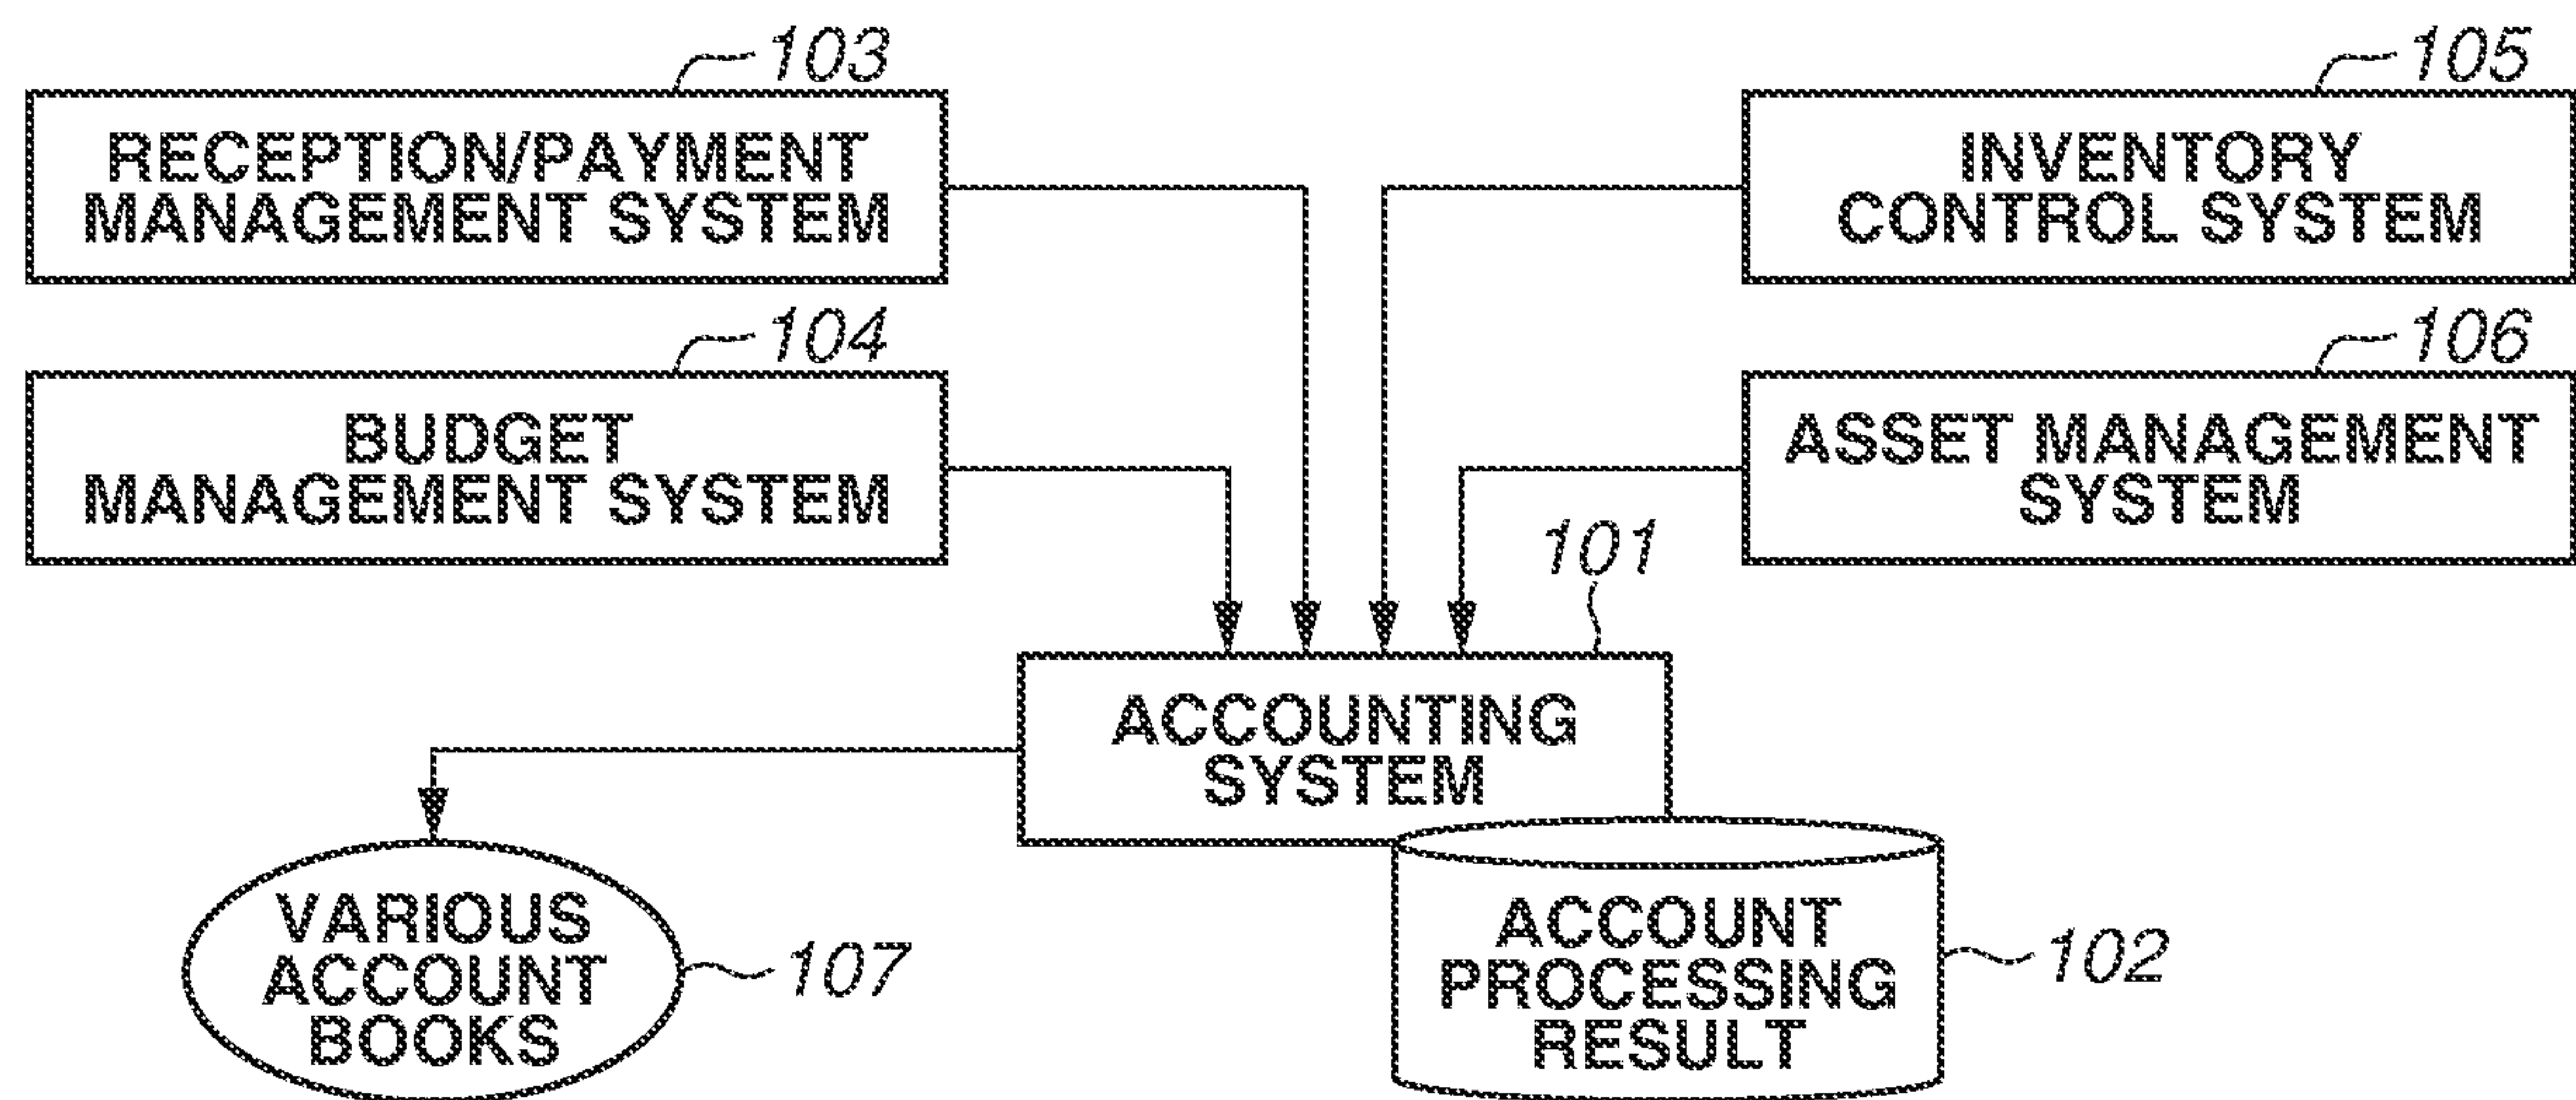 103
RECEPTION/PAYMENT
MANAGEMENT SYSTEM
105
INVENTORY
CONTROL SYSTEM
104
BUDGET
MANAGEMENT SYSTEM
106
ASSET MANAGEMENT
SYSTEM
101
ACCOUNTING
SYSTEM
VARIOUS
ACCOUNT
BOOKS
107
ACCOUNT
PROCESSING
RESULT
102